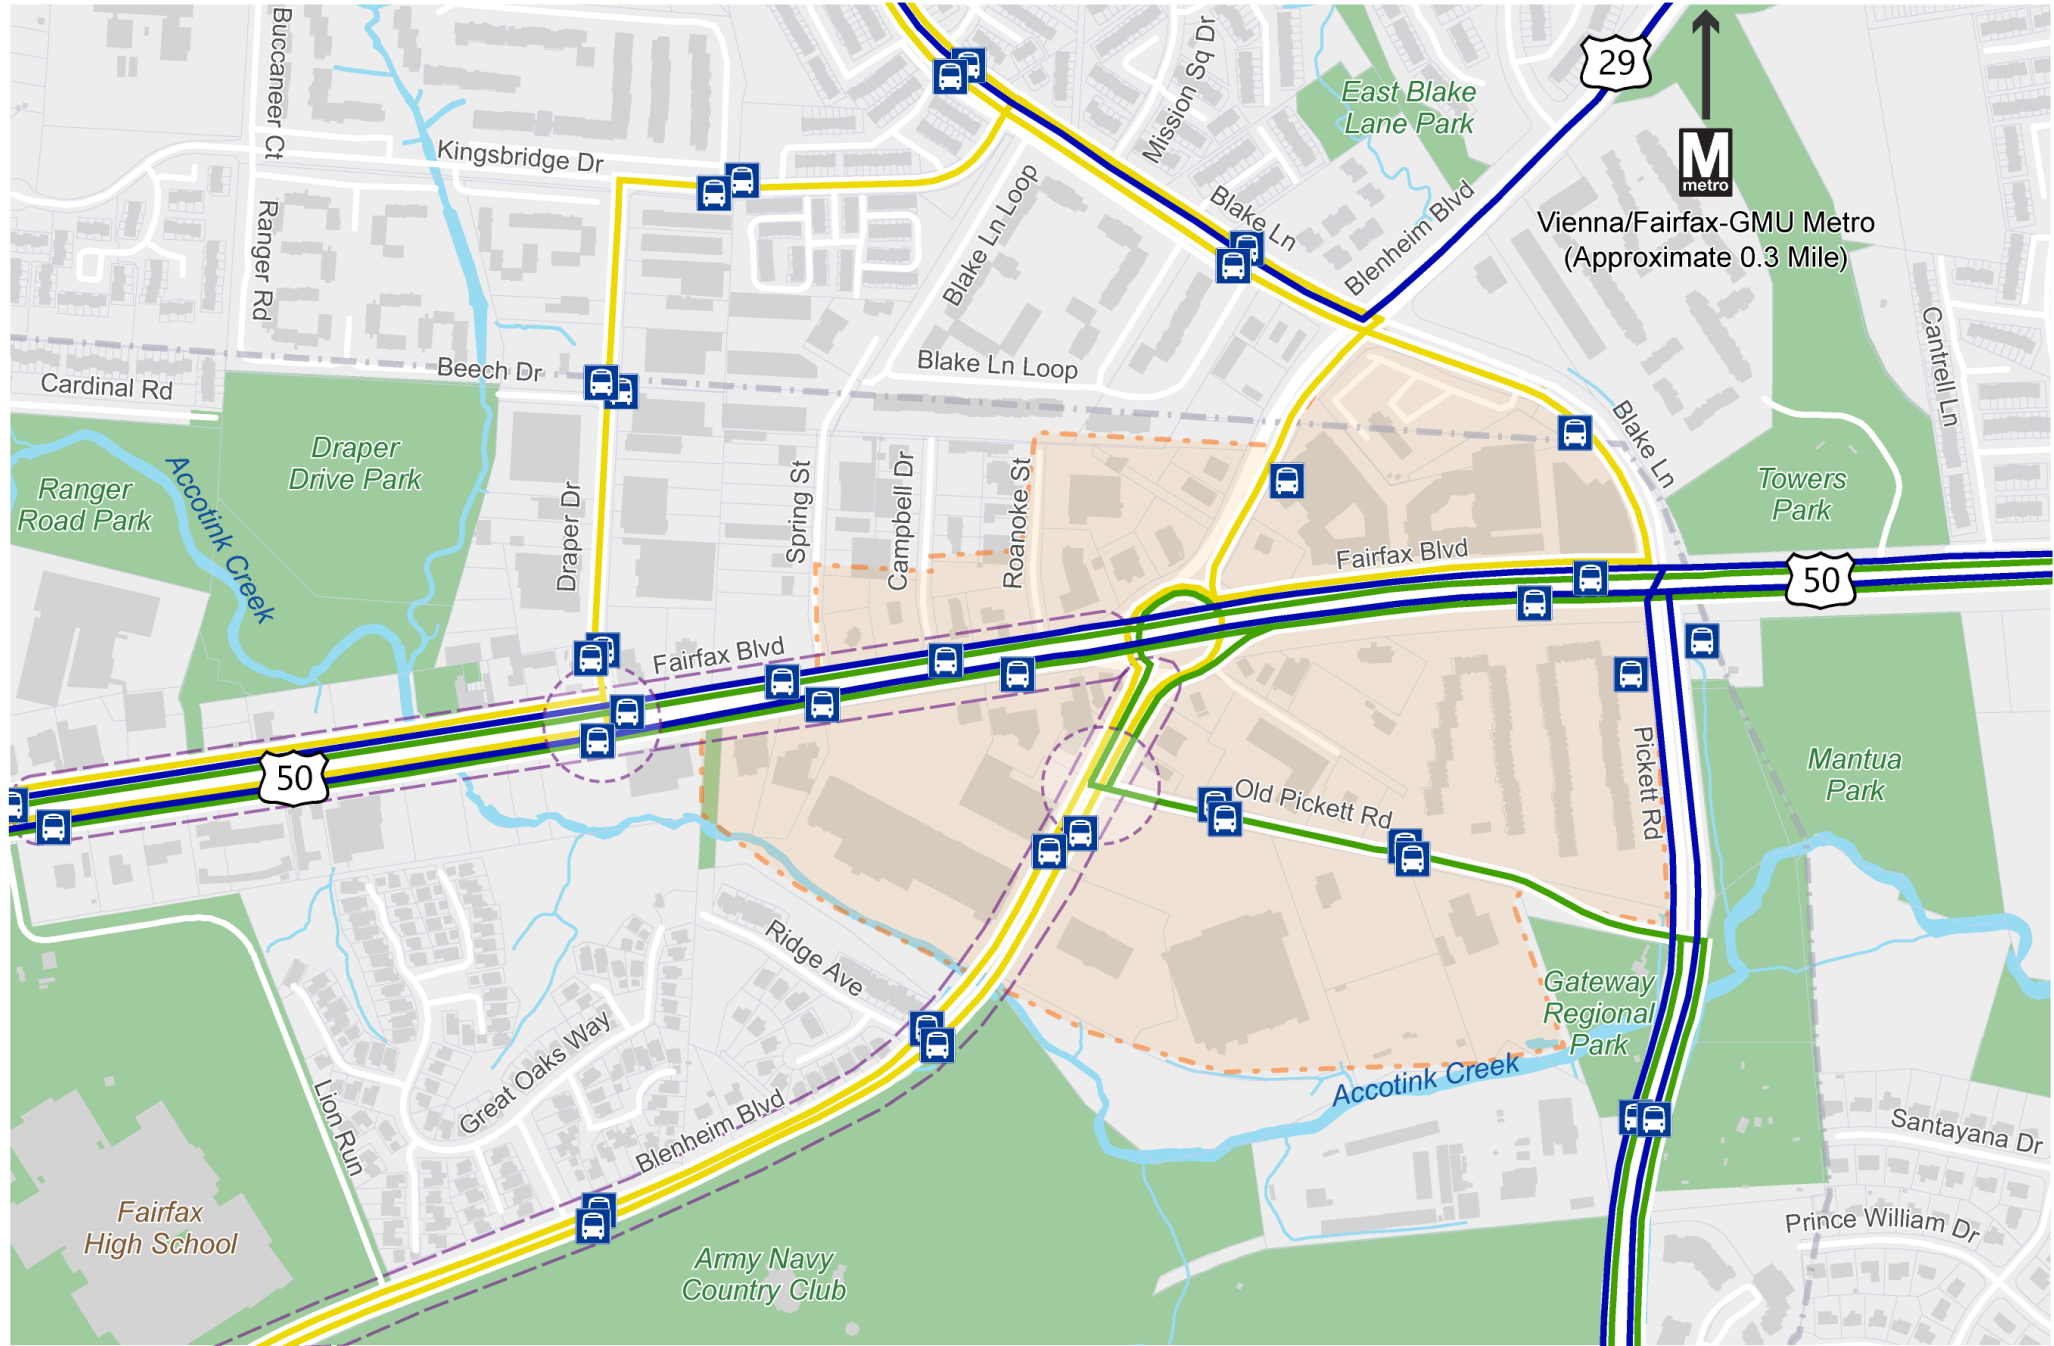 Buccaneer Ct
Mission Sq Dr
29
East Blake
Lane Park
M
metro
Kingsbridge Dr
Vienna/Fairfax-GMU Metro
(Approximate 0.3 Mile)
Blake Ln Loop
Blake Ln
Blenheim Blvd
Ranger Rd
Cantrell Ln
Beech Dr
Blake Ln Loop
Cardinal Rd
Blake Ln
Draper
Drive Park
Ranger
Road Park
Accotink Creek
Draper Dr
Spring St
Campbell Dr
Roanoke St
Towers
Park
Fairfax Blvd
50
Fairfax Blvd
50
Pickett Rd
Mantua
Park
Old Pickett Rd
Ridge Ave
Gateway
Regional
Park
Great Oaks Way
Lion Run
Blenheim Blvd
Accotink Creek
Santayana Dr
Prince William Dr
Fairfax
High School
Army Navy
Country Club